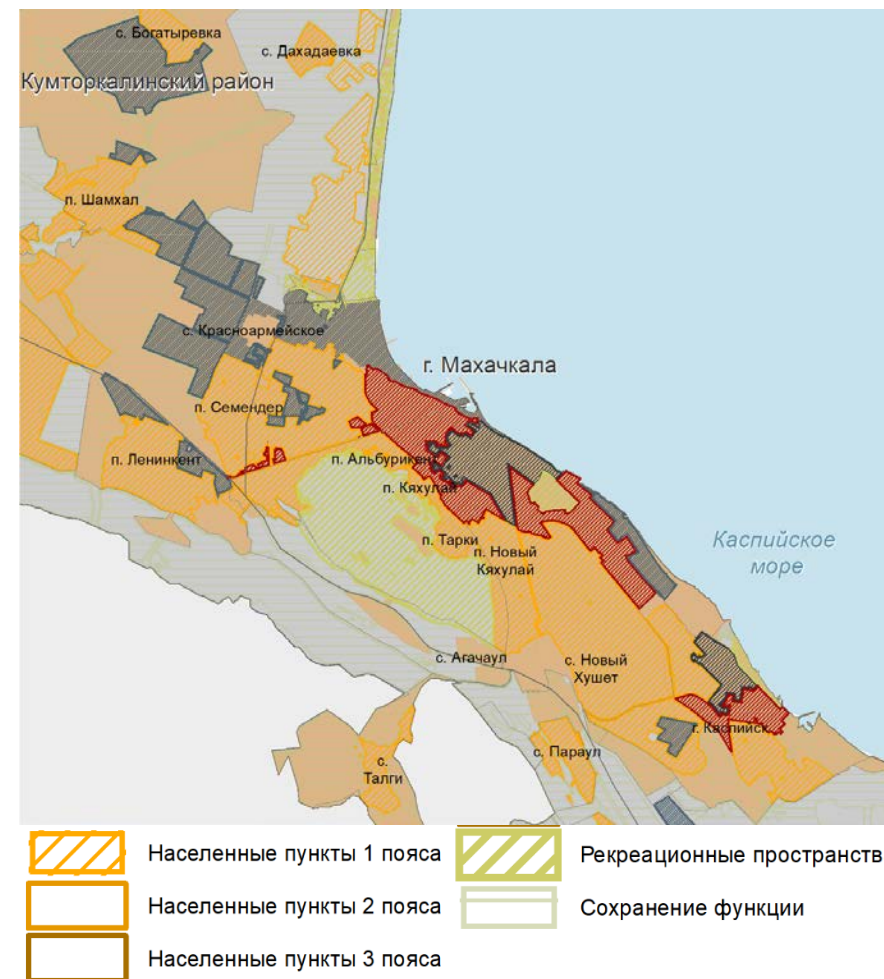 с. Богатыревка
с. Дахадаевка
Кумторкалинский район
п. Шамхал
с. Красноармейское
г. Махачкала
п. Семендер
п. Ленинкент
п. Альбурикент
п. Кяхулай
Каспийское
море
п. Тарки
п. Новый
Кяхулай
с. Агачаул
с. Новый
Хушет
г. Каспийск
с. Параул
с.
Талги
Населенные пункты 1 пояса
Рекреационные пространств
Населенные пункты 2 пояса
Сохранение функции
Населенные пункты 3 пояса